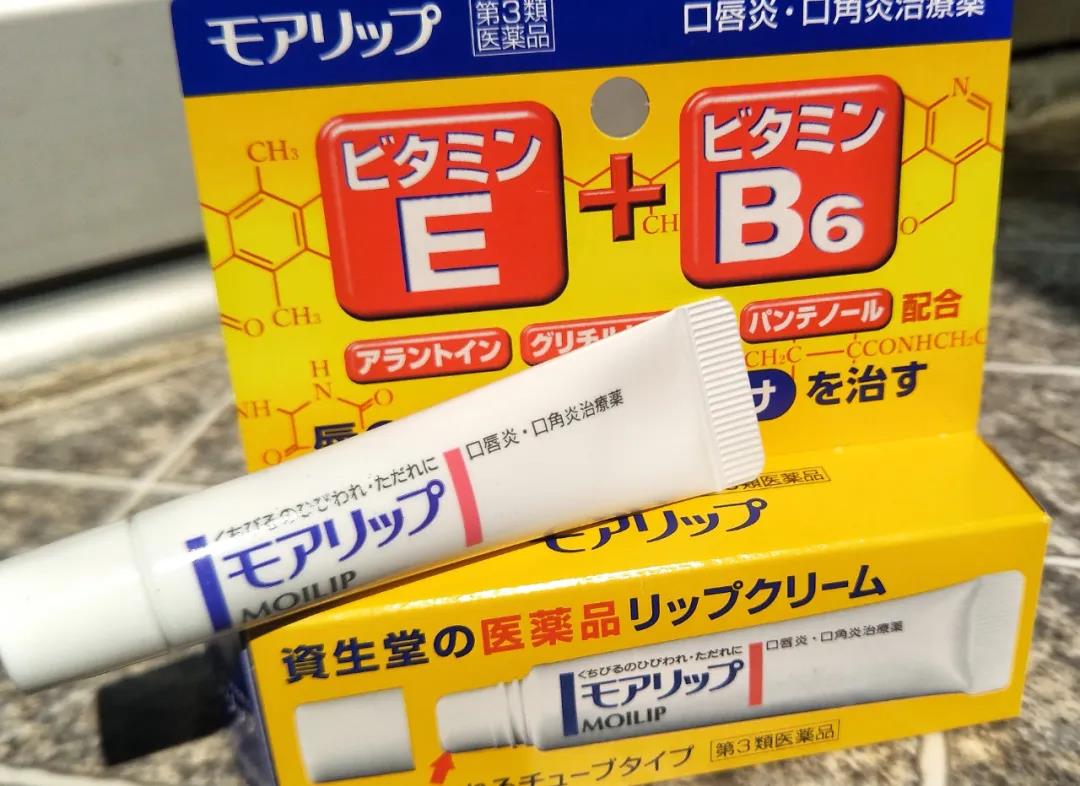 モアリップ
第3類
医薬品
口唇炎・口角炎治療薬
ビタミン
E
+
ビタミン
B6
アラントイン
パンテノール 配合
を治す
CH₃
CH₃
O
CH
N
O
H
N
NH
O
O
CH₂C
CCONHCH₂C
くちびるのひびわれ・ただれに
モアリップ
MOILIP
口唇炎・口角炎治療薬
類医薬品
モアリップ
資生堂の医薬品リップクリーム
くちびるのひびわれ・ただれに
モアリップ
MOILIP
口唇炎・口角炎治療薬
チューブタイプ
第3類医薬品